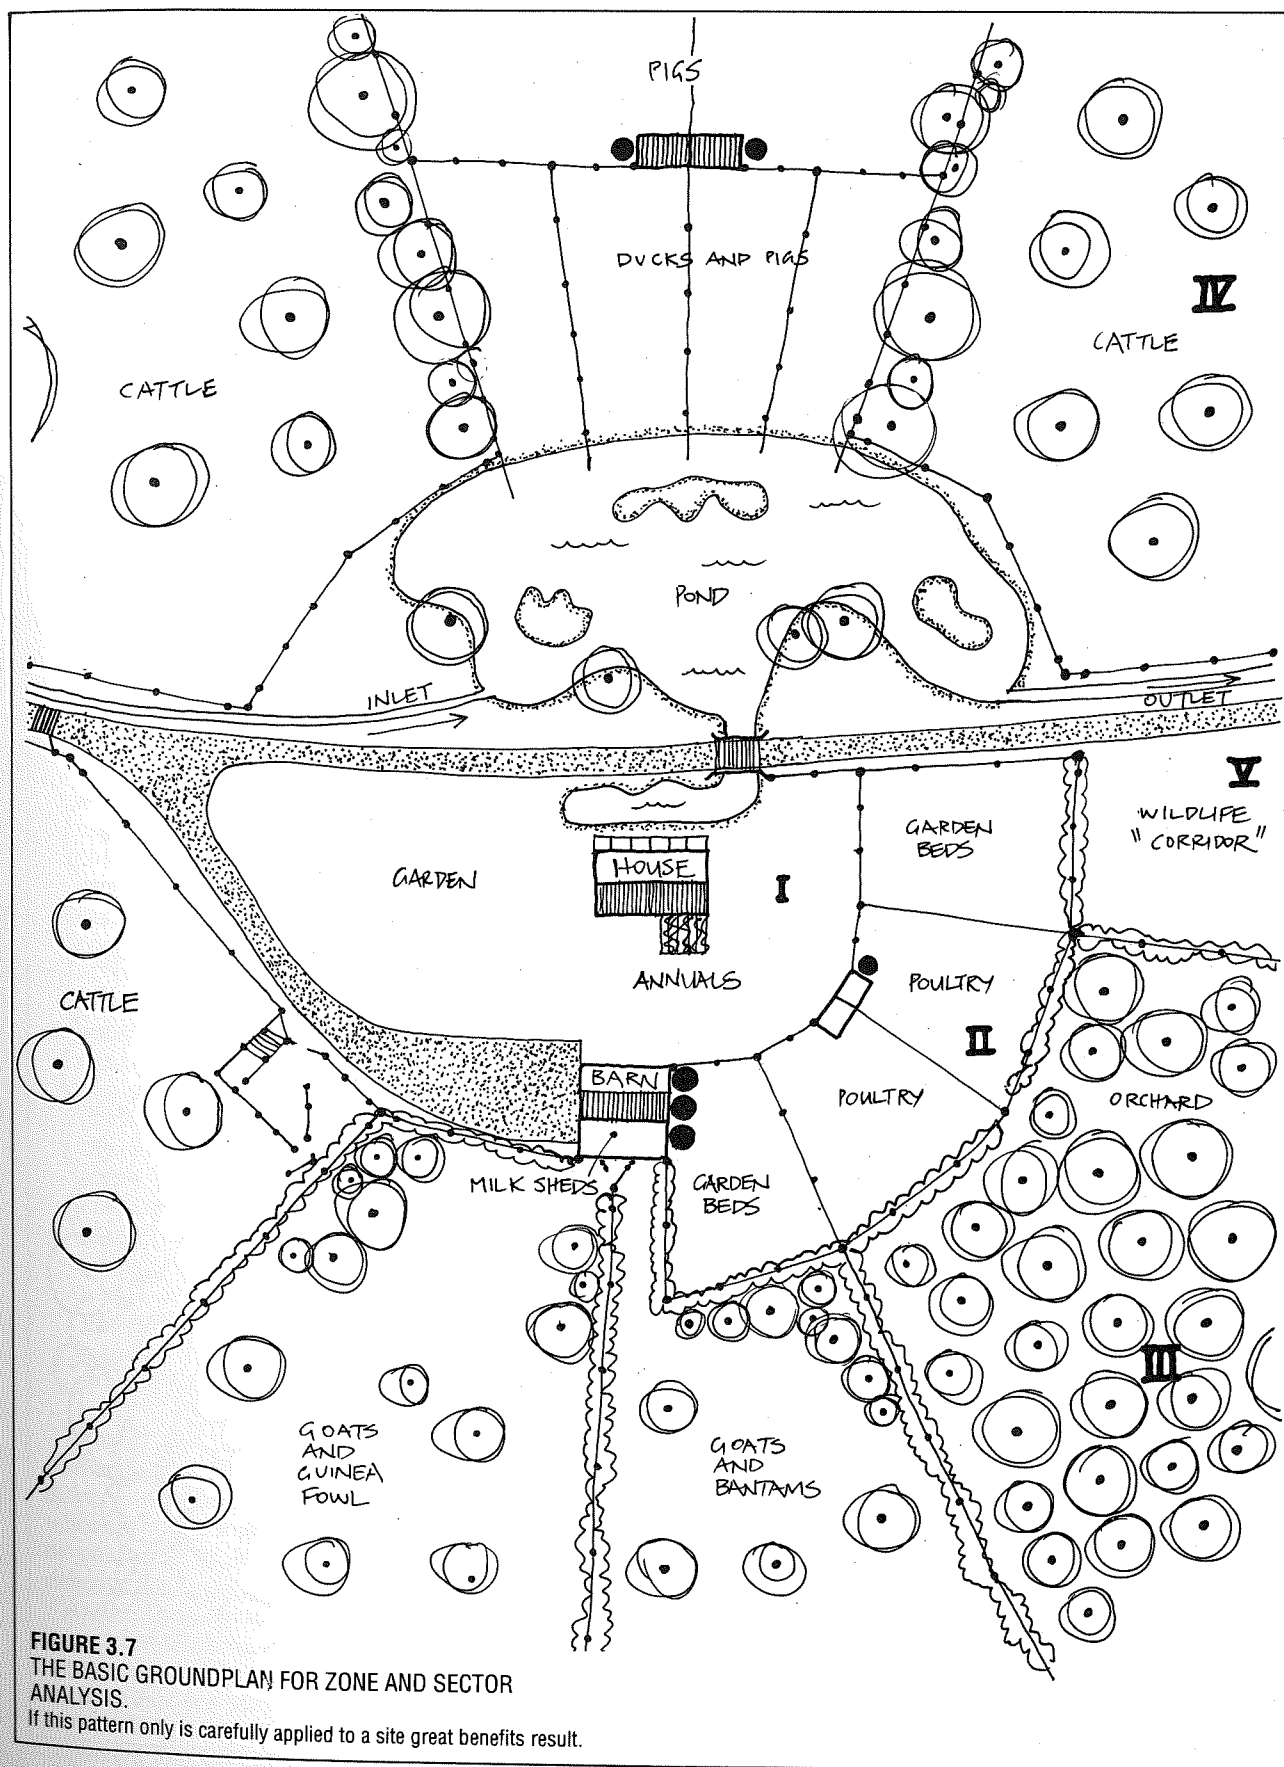 PIGS
DUCKS AND PIGS
IV
CATTLE
CATTLE
POND
INLET
OUTLET
V
WILDLIFE
"CORRIDOR"
GARDEN
BEDS
HOUSE
GARDEN
I
ANNUALS
POULTRY
CATTLE
II
BARN
POULTRY
ORCHARD
MILK SHEDS
GARDEN
BEDS
III
GOATS
AND
GUINEA
FOWL
GOATS
AND
BANTAMS
FIGURE 3.7
THE BASIC GROUNDPLAN FOR ZONE AND SECTOR
ANALYSIS.
If this pattern only is carefully applied to a site great benefits result.